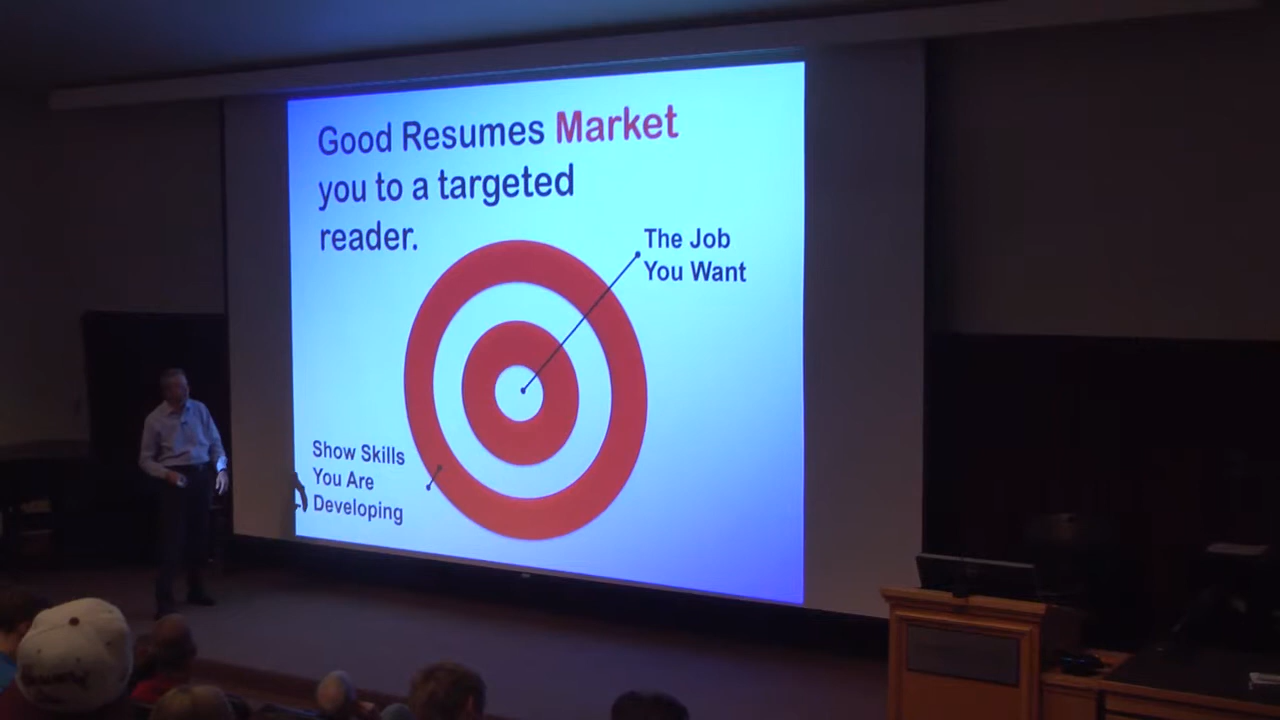 Good Resumes Market
you to a targeted
reader.
The Job
You Want
Show Skills
You Are
Developing